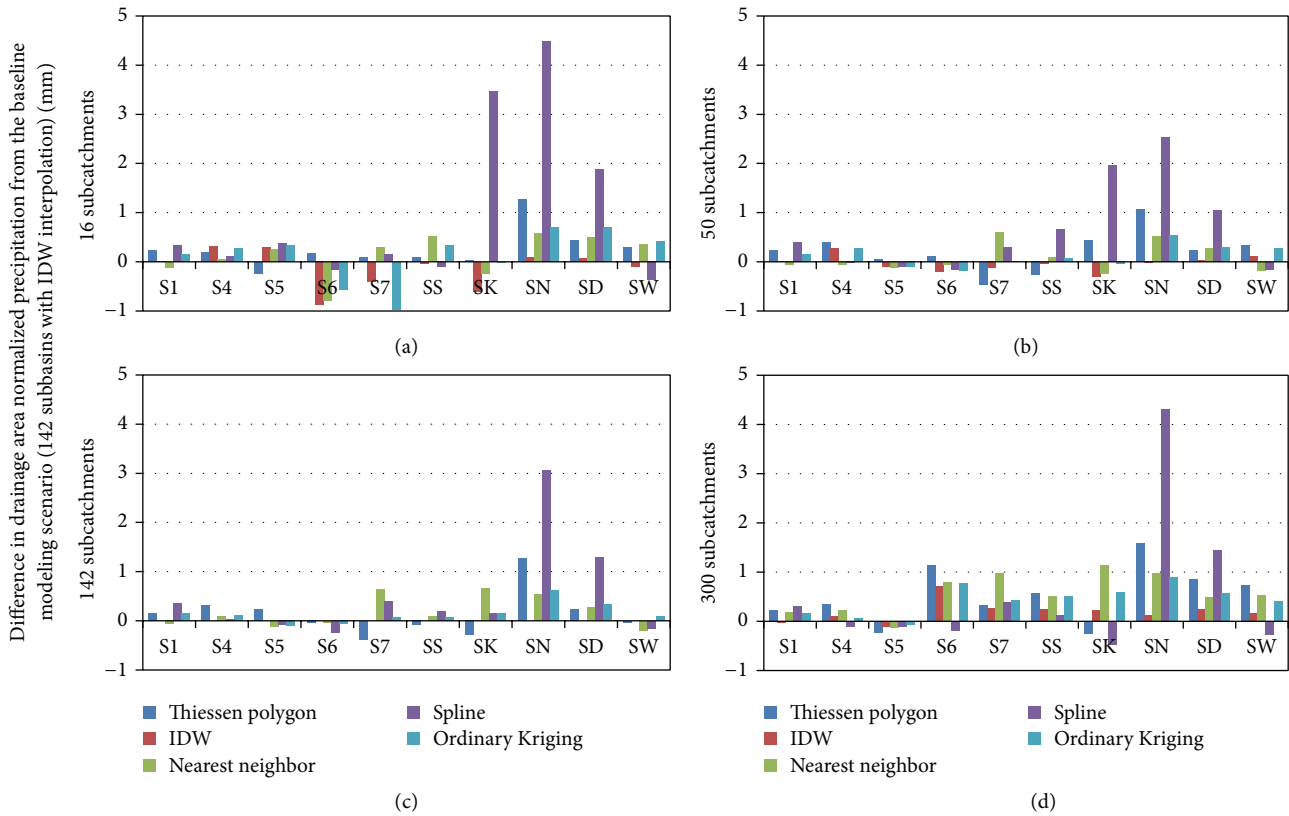 Difference in drainage area normalized precipitation from the baseline
modeling scenario (142 subbasins with IDW interpolation) (mm)
16 subcatchments
5
4
3
2
1
0
−1
S1 S4 S5 S6 S7 SS SK SN SD SW
(a)
50 subcatchments
5
4
3
2
1
0
−1
S1 S4 S5 S6 S7 SS SK SN SD SW
(b)
142 subcatchments
5
4
3
2
1
0
−1
S1 S4 S5 S6 S7 SS SK SN SD SW
Thiessen polygon
IDW
Nearest neighbor
Spline
Ordinary Kriging
(c)
300 subcatchments
5
4
3
2
1
0
−1
S1 S4 S5 S6 S7 SS SK SN SD SW
Thiessen polygon
IDW
Nearest neighbor
Spline
Ordinary Kriging
(d)